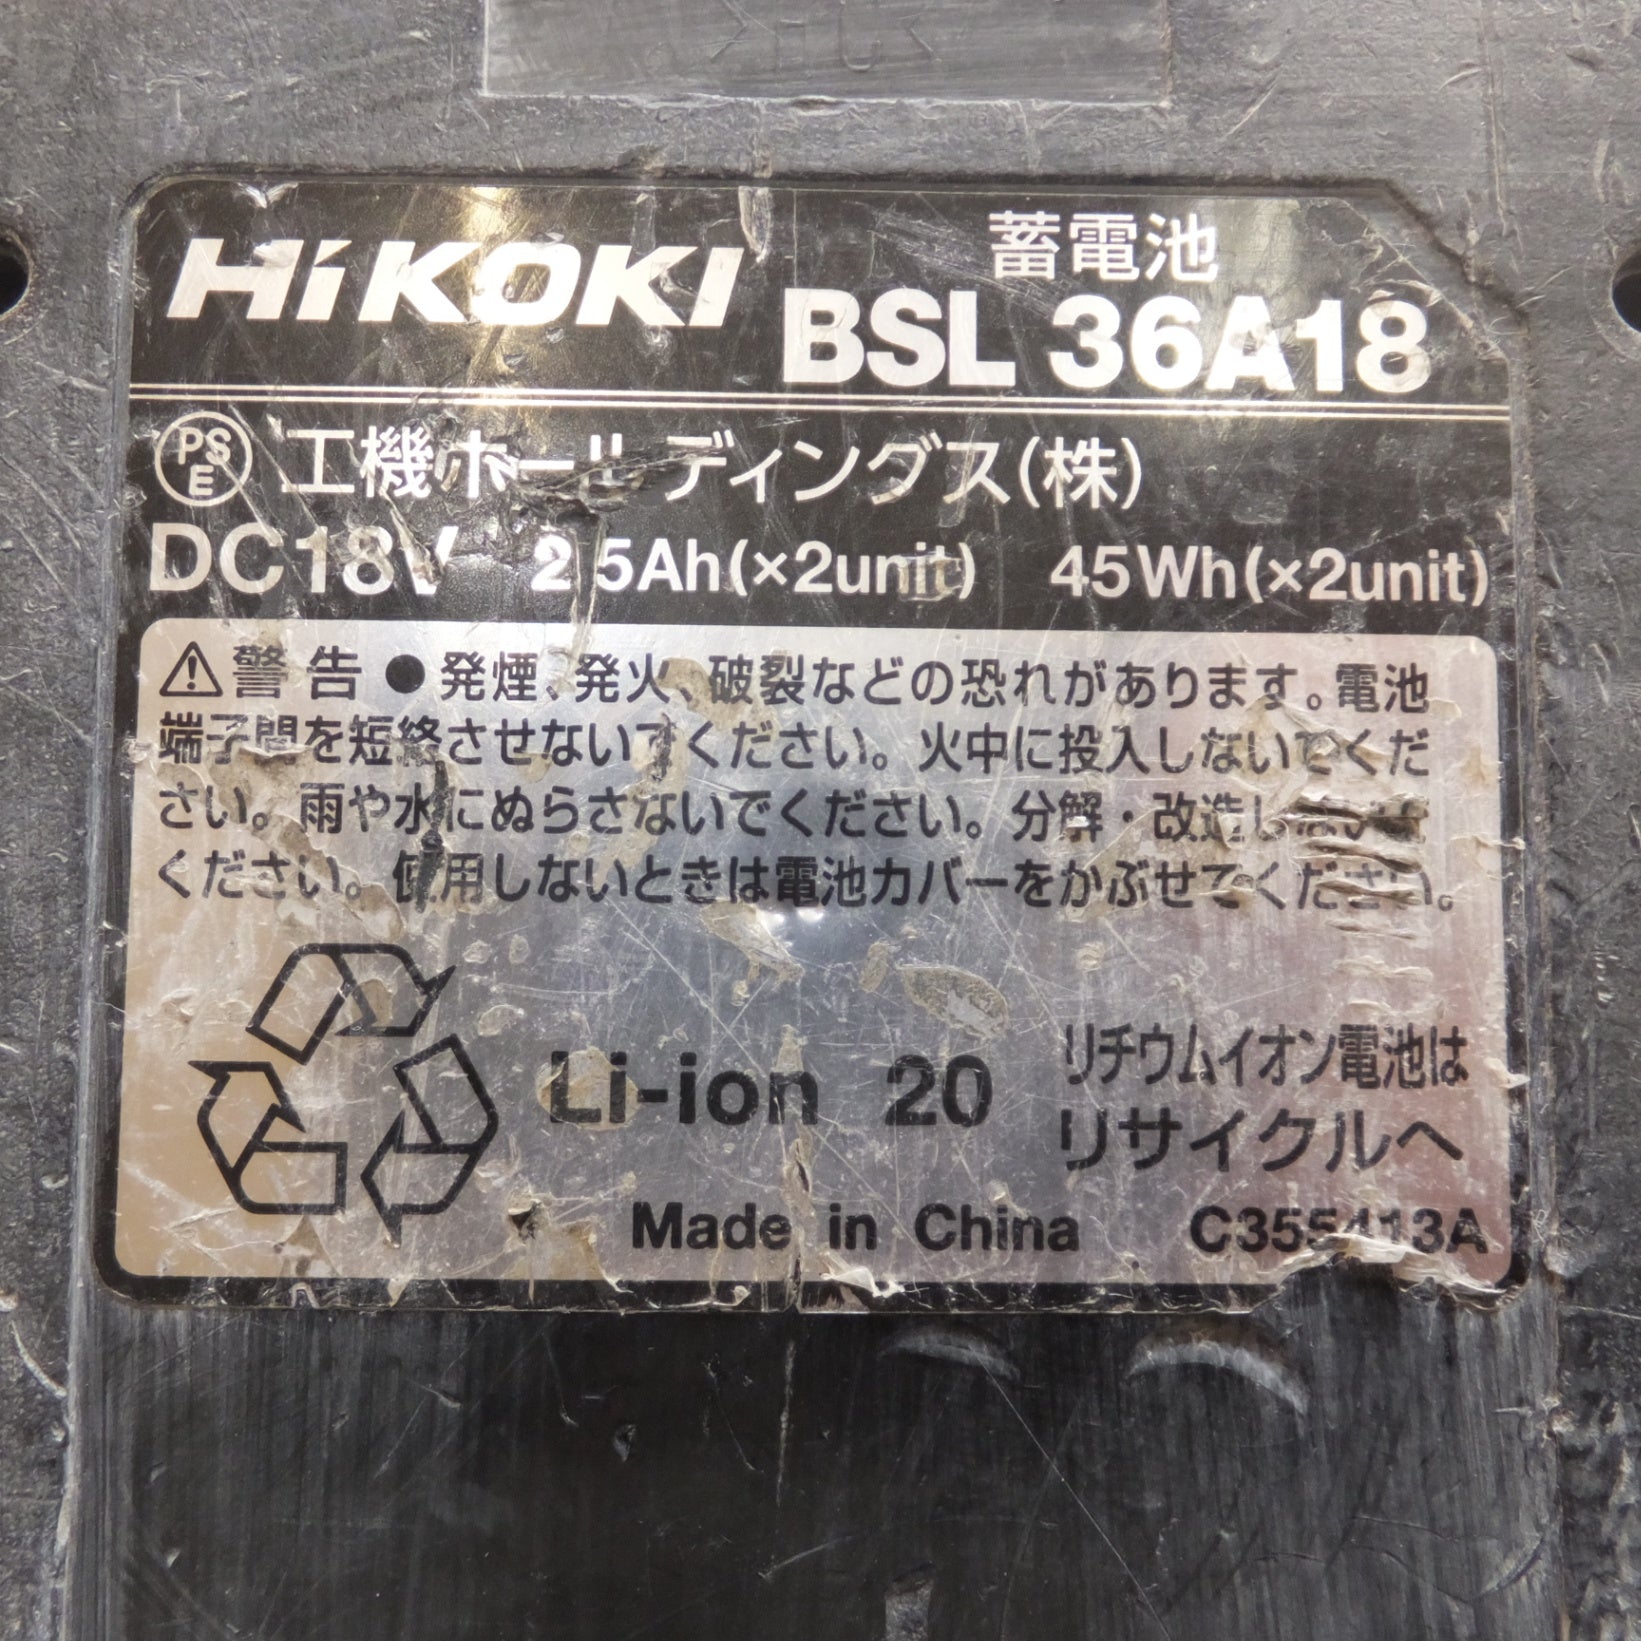 HiKOKI
蓄電池
BSL 36A18
PSE 工機ホールディングス(株)
DC18V 2.5Ah(×2unit) 45Wh(×2unit)
⚠警告 ●発煙、発火、破裂などの恐れがあります。電池
端子間を短絡させないでください。火中に投入しないでくだ
さい。雨や水にぬらさないでください。分解・改造しないで
ください。使用しないときは電池カバーをかぶせてください。
Li-ion 20
リチウムイオン電池は
リサイクルへ
Made in China C355413A